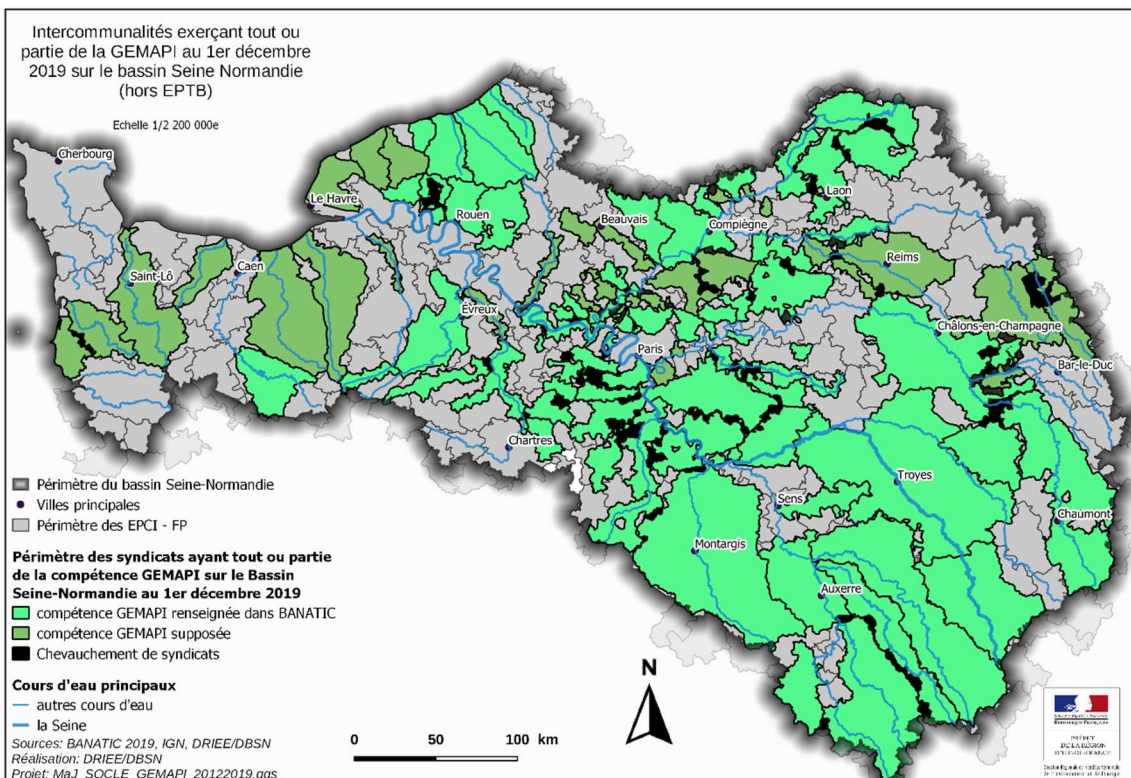 Intercommunalités exerçant tout ou
partie de la GEMAPI au 1er décembre
2019 sur le bassin Seine Normandie
(hors EPTB)
Echelle 1/2 200 000e
Cherbourg
Le Havre
Rouen
Beauvais
Compiègne
Laon
Saint-Lô
Caen
Reims
Évreux
Paris
Châlons-en-Champagne
Bar-le-Duc
Chartres
Sens
Troyes
Chaumont
Montargis
Auxerre
Périmètre du bassin Seine-Normandie
Villes principales
Périmètre des EPCI - FP
Périmètre des syndicats ayant tout ou partie
de la compétence GEMAPI sur le Bassin
Seine-Normandie au 1er décembre 2019
compétence GEMAPI renseignée dans BANATIC
compétence GEMAPI supposée
Chevauchement de syndicats
Cours d'eau principaux
autres cours d'eau
la Seine
Sources: BANATIC 2019, IGN, DRIEE/DBSN
Réalisation: DRIEE/DBSN
Projet: MaJ_SOCLE_GEMAPI_20122019.qgs
0 50 100 km
N
PRÉFET
DE LA RÉGION
D'ILE-DE-FRANCE